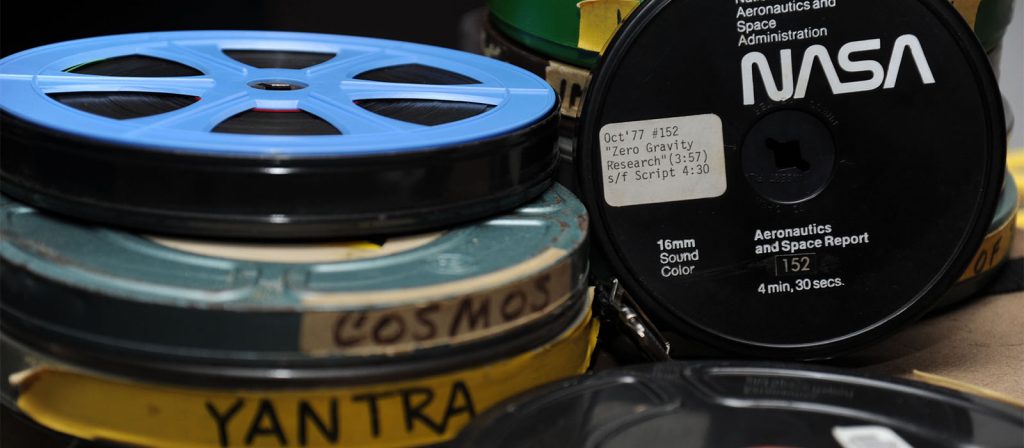 Aeronautics and
Space
Administration
NASA
Oct'77 #152
"Zero Gravity
Research"(3:57)
s/f Script 4:30
16mm
Sound
Color
Aeronautics
and Space Report
152
4 min, 30 secs.
COSMOS
YANTRA
OF